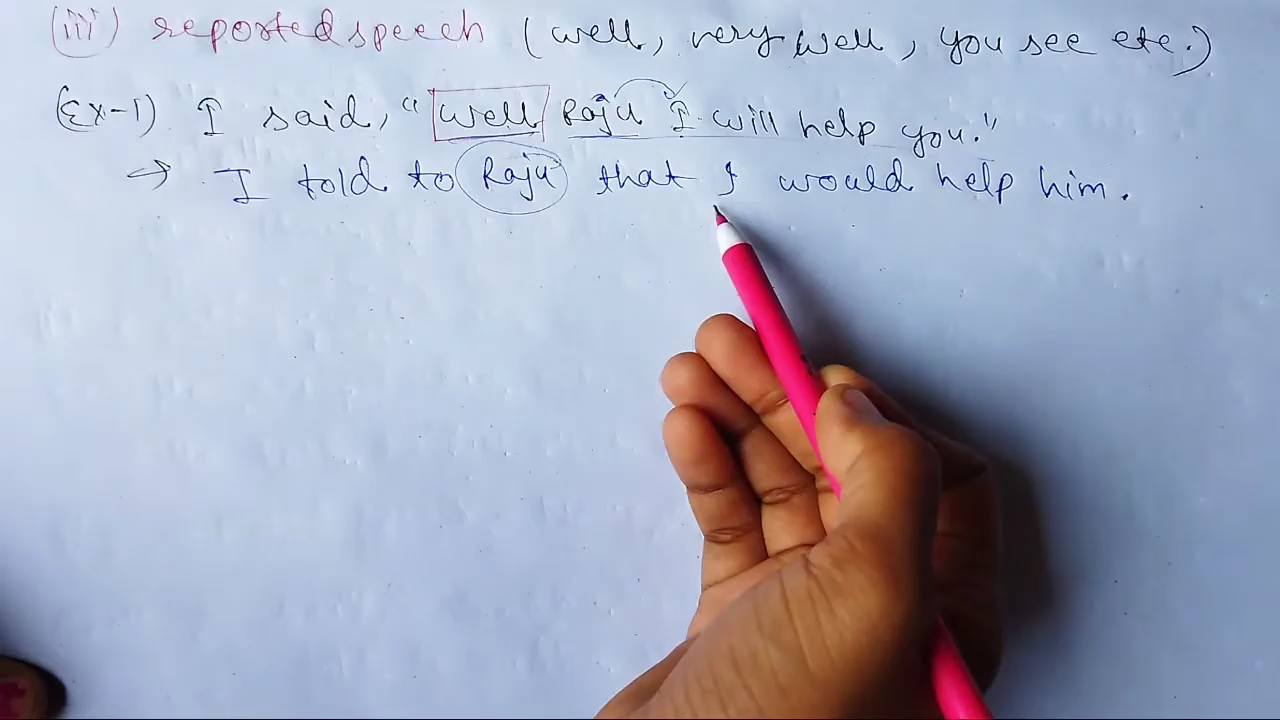 (iii) reported speech (well, very well, you see etc.)
(Ex-1) I said, "Well Raju I will help you."
→ I told to Raju that I would help him.